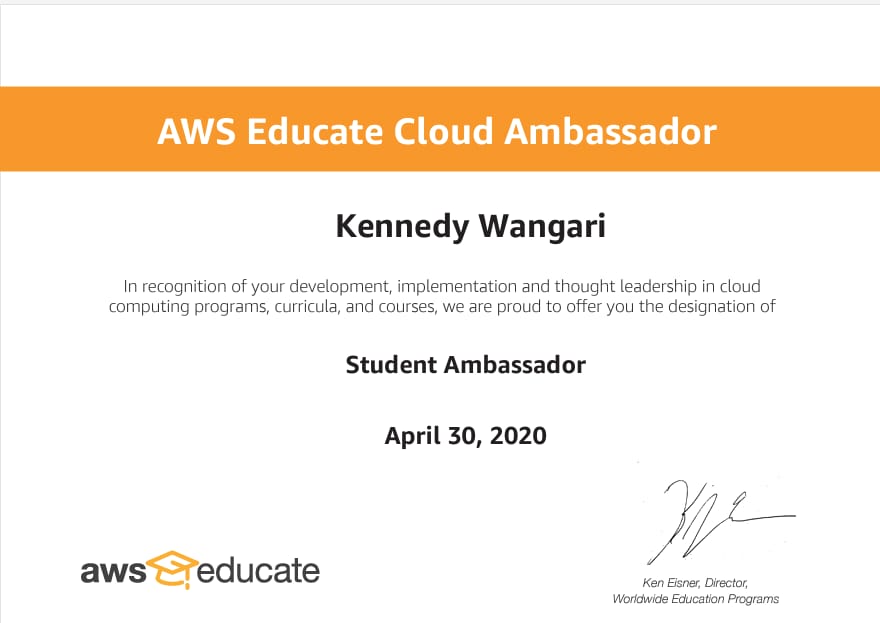 AWS Educate Cloud Ambassador
Kennedy Wangari
In recognition of your development, implementation and thought leadership in cloud
computing programs, curricula, and courses, we are proud to offer you the designation of
Student Ambassador
April 30, 2020
aws educate
Ken Eisner, Director,
Worldwide Education Programs